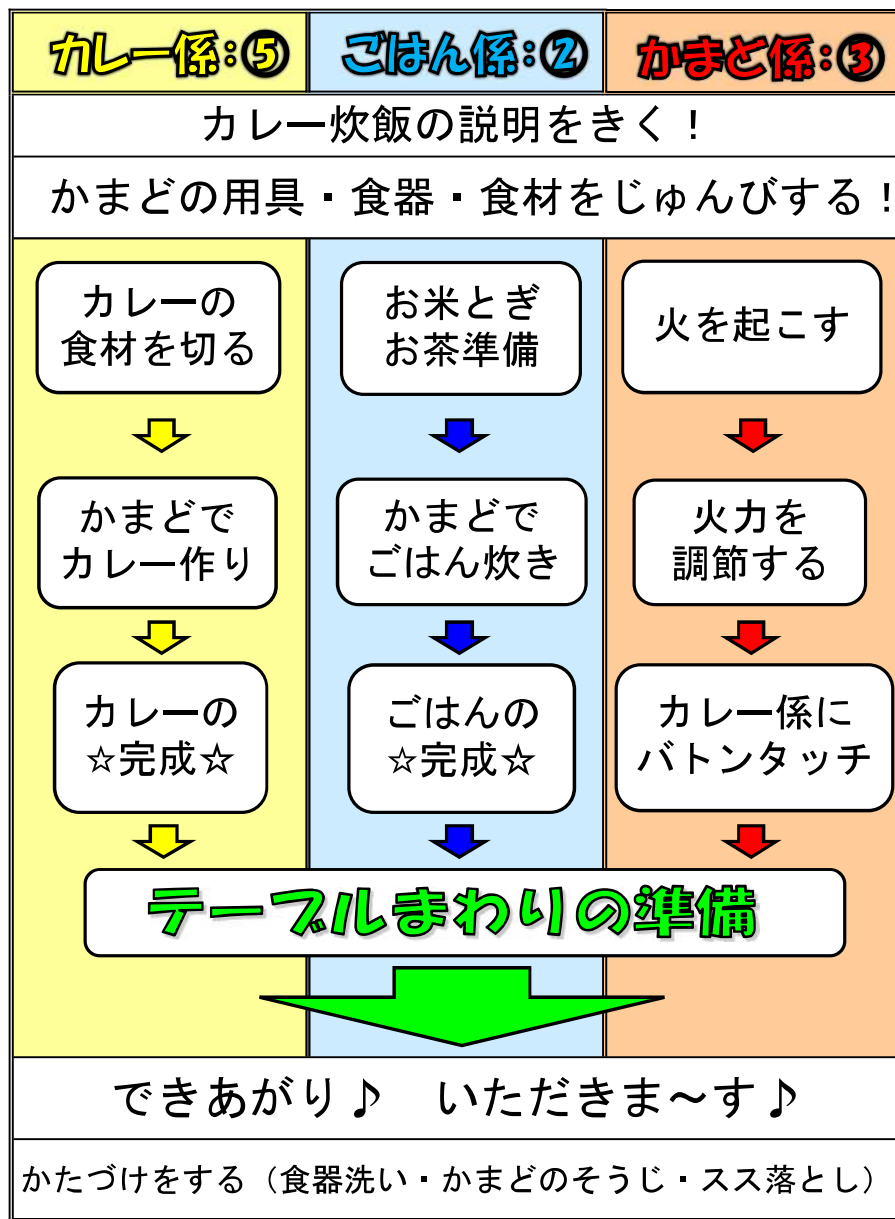 カレー係:❺
ごはん係:❷
かまど係:❸
カレー炊飯の説明をきく！
かまどの用具・食器・食材をじゅんびする！
カレーの
食材を切る
お米とぎ
お茶準備
火を起こす
かまどで
カレー作り
かまどで
ごはん炊き
火力を
調節する
カレーの
☆完成☆
ごはんの
☆完成☆
カレー係に
バトンタッチ
テーブルまわりの準備
できあがり♪　いただきま～す♪
かたづけをする（食器洗い・かまどのそうじ・スス落とし）